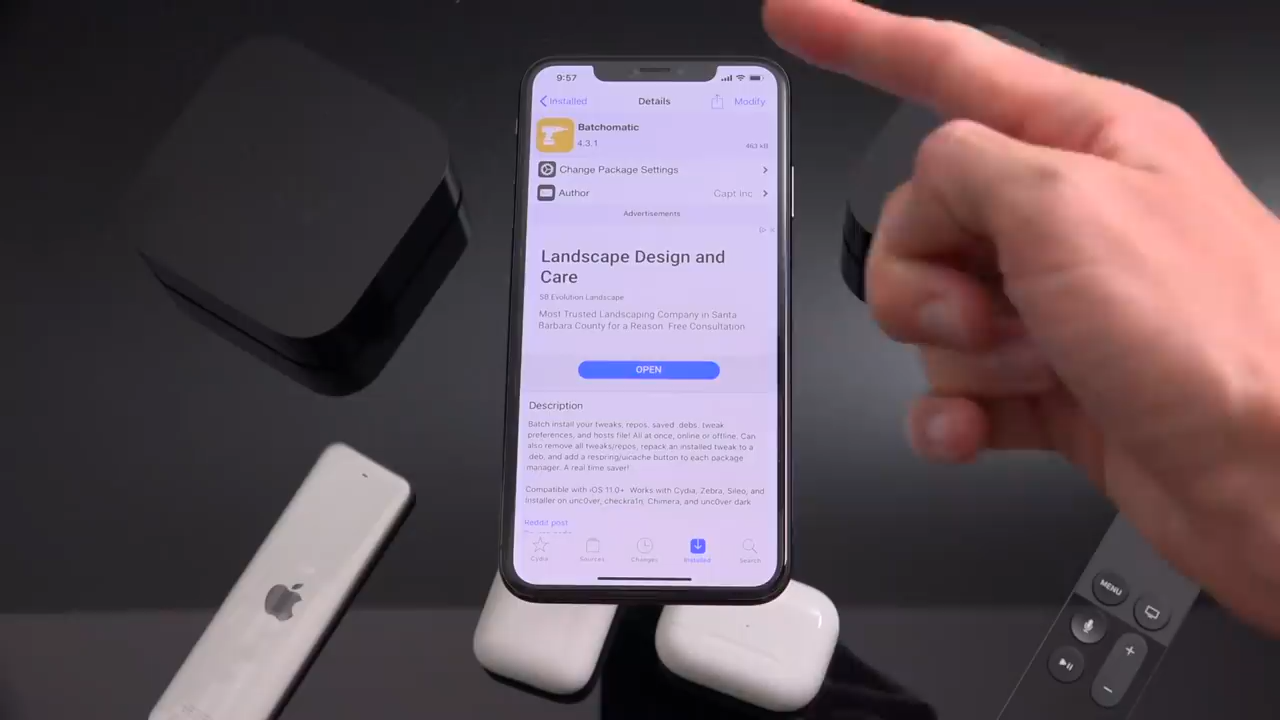 9:57
Installed
Details
Modify
Batchomatic
4.3.1
463 kB
Change Package Settings
Author
Capt Inc
Advertisements
Landscape Design and
Care
SB Evolution Landscape
Most Trusted Landscaping Company in Santa
Barbara County for a Reason Free Consultation
OPEN
Description
Batch install your tweaks, repos, saved .debs, tweak
preferences, and hosts file! All at once, online or offline. Can
also remove all tweaks/repos, repack an installed tweak to a
.deb, and add a respring/uicache button to each package
manager. A real time saver!
Compatible with iOS 11.0+. Works with Cydia, Zebra, Sileo, and
Installer on unc0ver, checkra1n, Chimera, and unc0ver dark
Reddit post
Cydia
Sources
Changes
Installed
Search
MENU